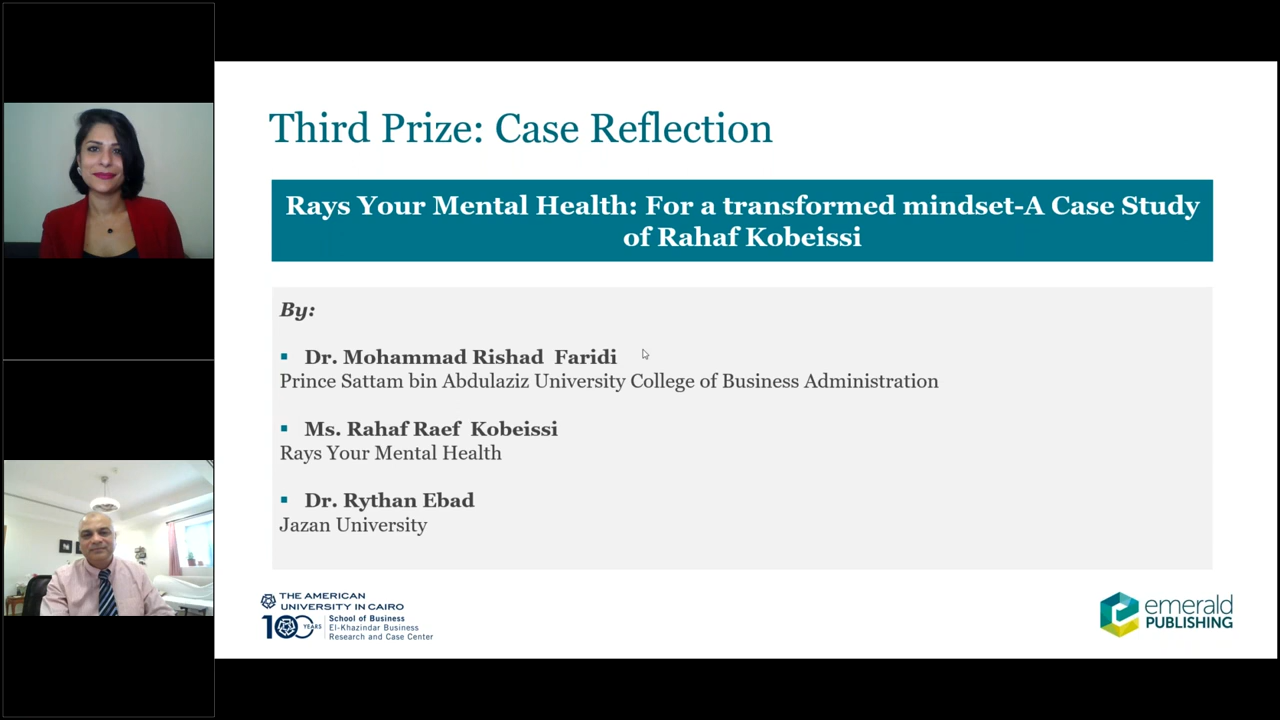 Third Prize: Case Reflection
Rays Your Mental Health: For a transformed mindset-A Case Study
of Rahaf Kobeissi
By:
▪ Dr. Mohammad Rishad Faridi
Prince Sattam bin Abdulaziz University College of Business Administration
▪ Ms. Rahaf Raef Kobeissi
Rays Your Mental Health
▪ Dr. Rythan Ebad
Jazan University
THE AMERICAN
UNIVERSITY IN CAIRO
100 YEARS
School of Business
El-Khazindar Business
Research and Case Center
emerald
PUBLISHING